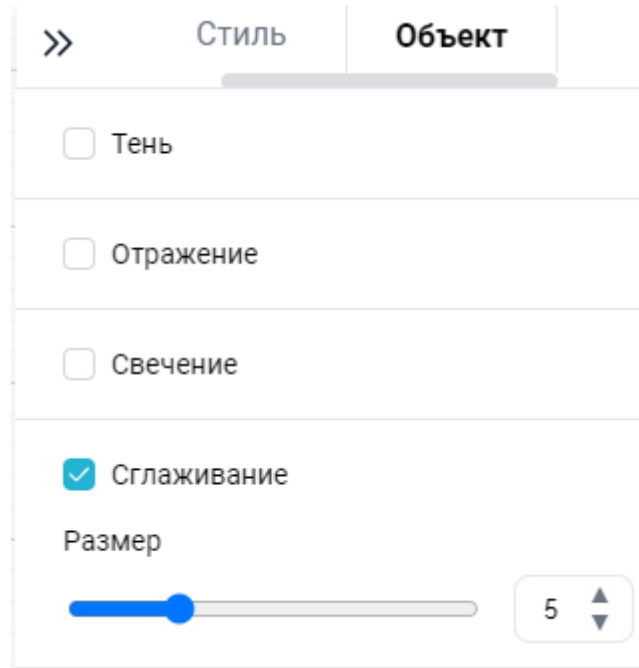 Стиль Объект
Тень
Отражение
Свечение
Сглаживание
Размер
5